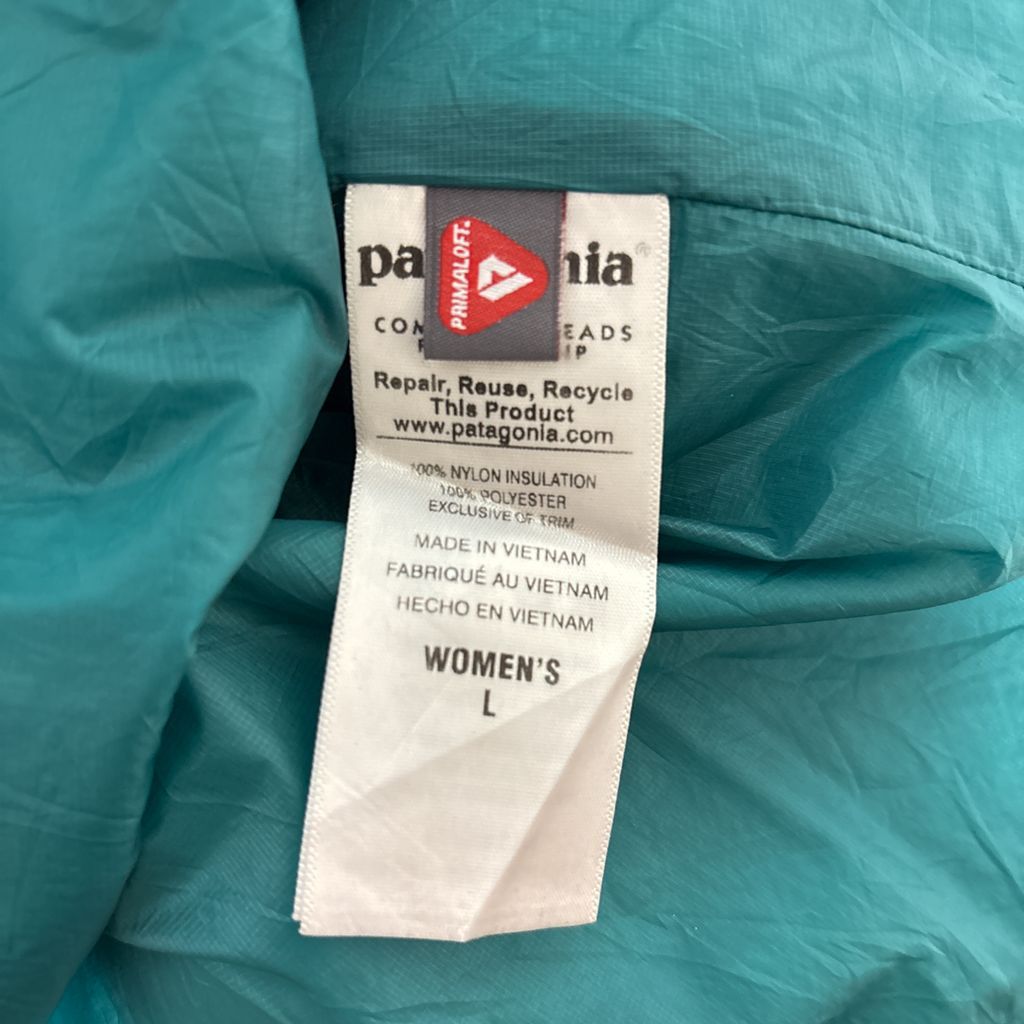 PRIMALOFT.
pa nia®
CON EADS
P
Repair, Reuse, Recycle
This Product
www.patagonia.com
100% NYLON INSULATION
100% POLYESTER
EXCLUSIVE OF TRIM
MADE IN VIETNAM
FABRIQUÉ AU VIETNAM
HECHO EN VIETNAM
WOMEN'S
L